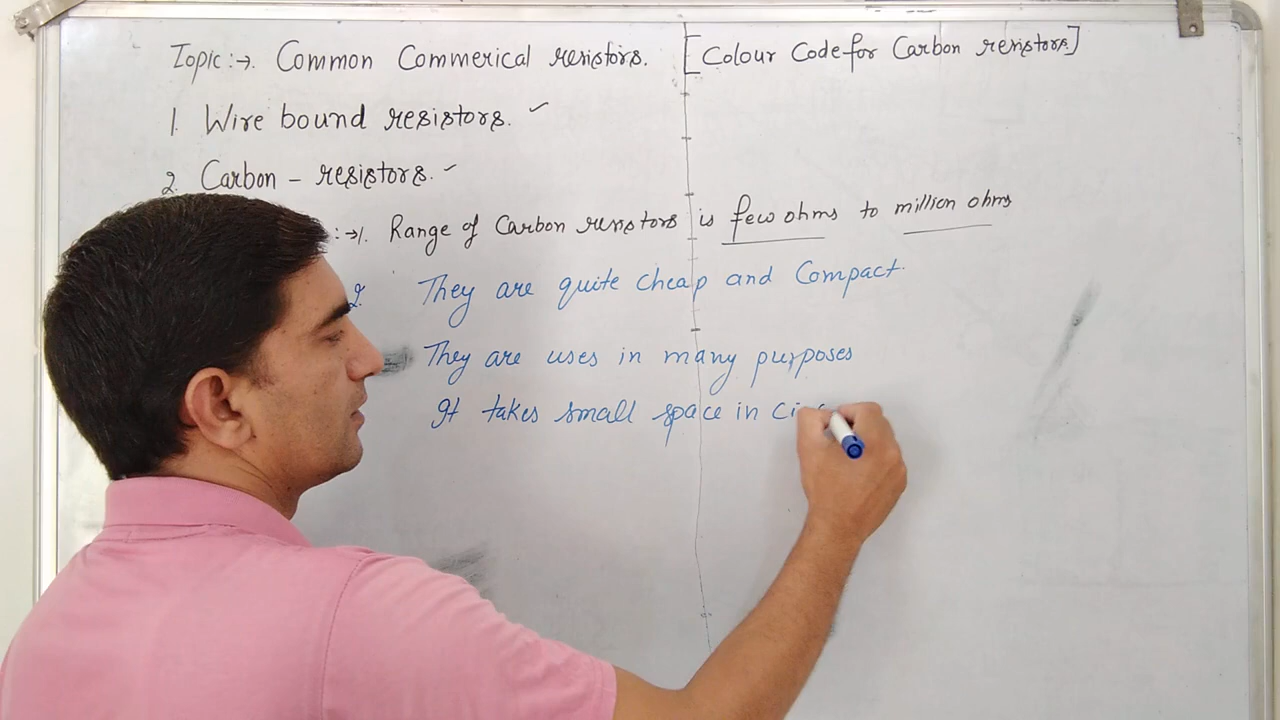 Topic:→. Common Commerical resistors. [Colour Code for Carbon resistors]
1. Wire bound resistors. ✓
2. Carbon - resistors. ✓
:→1. Range of Carbon resistors is few ohms to million ohms
2. They are quite cheap and Compact.
They are uses in many purposes
It takes small space in